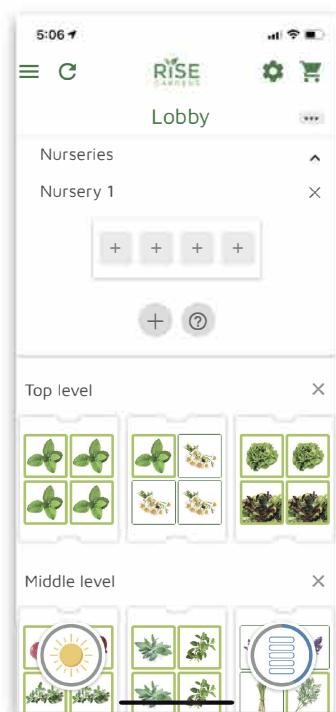 5:06
RISE
GARDENS
Lobby
Nurseries
Nursery 1
Top level
Middle level